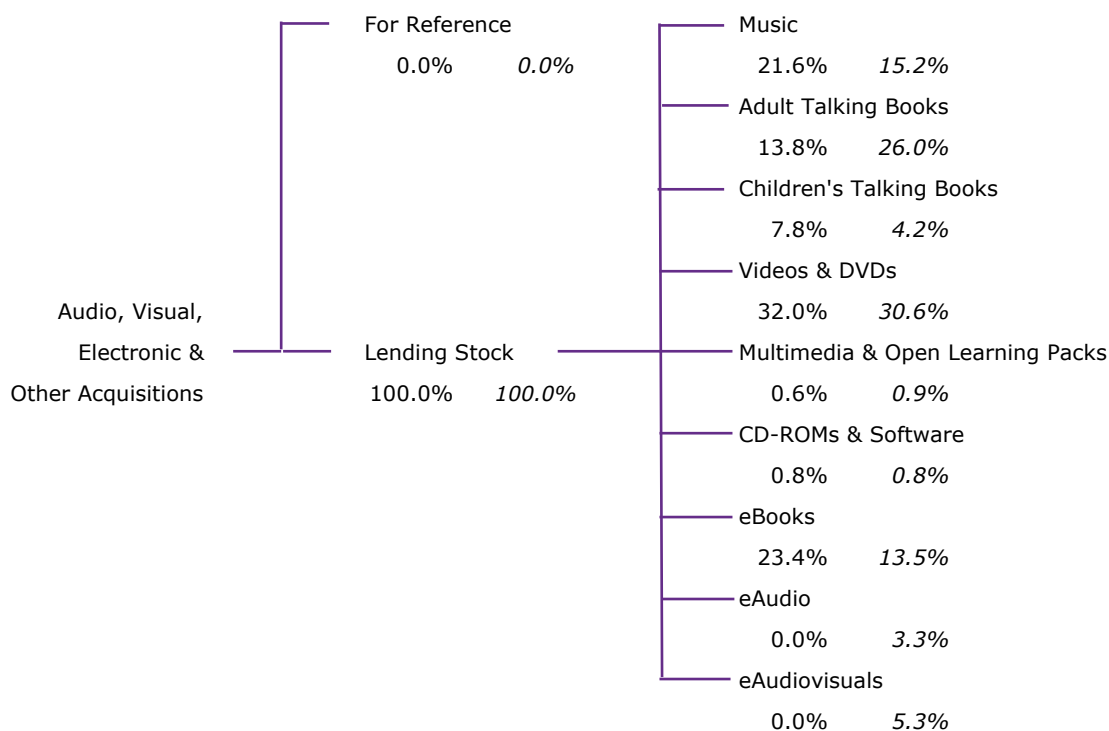 For Reference
0.0% 0.0%
Music
21.6% 15.2%
Adult Talking Books
13.8% 26.0%
Children's Talking Books
7.8% 4.2%
Videos & DVDs
32.0% 30.6%
Audio, Visual,
Electronic &
Other Acquisitions
Lending Stock
100.0% 100.0%
Multimedia & Open Learning Packs
0.6% 0.9%
CD-ROMs & Software
0.8% 0.8%
eBooks
23.4% 13.5%
eAudio
0.0% 3.3%
eAudiovisuals
0.0% 5.3%